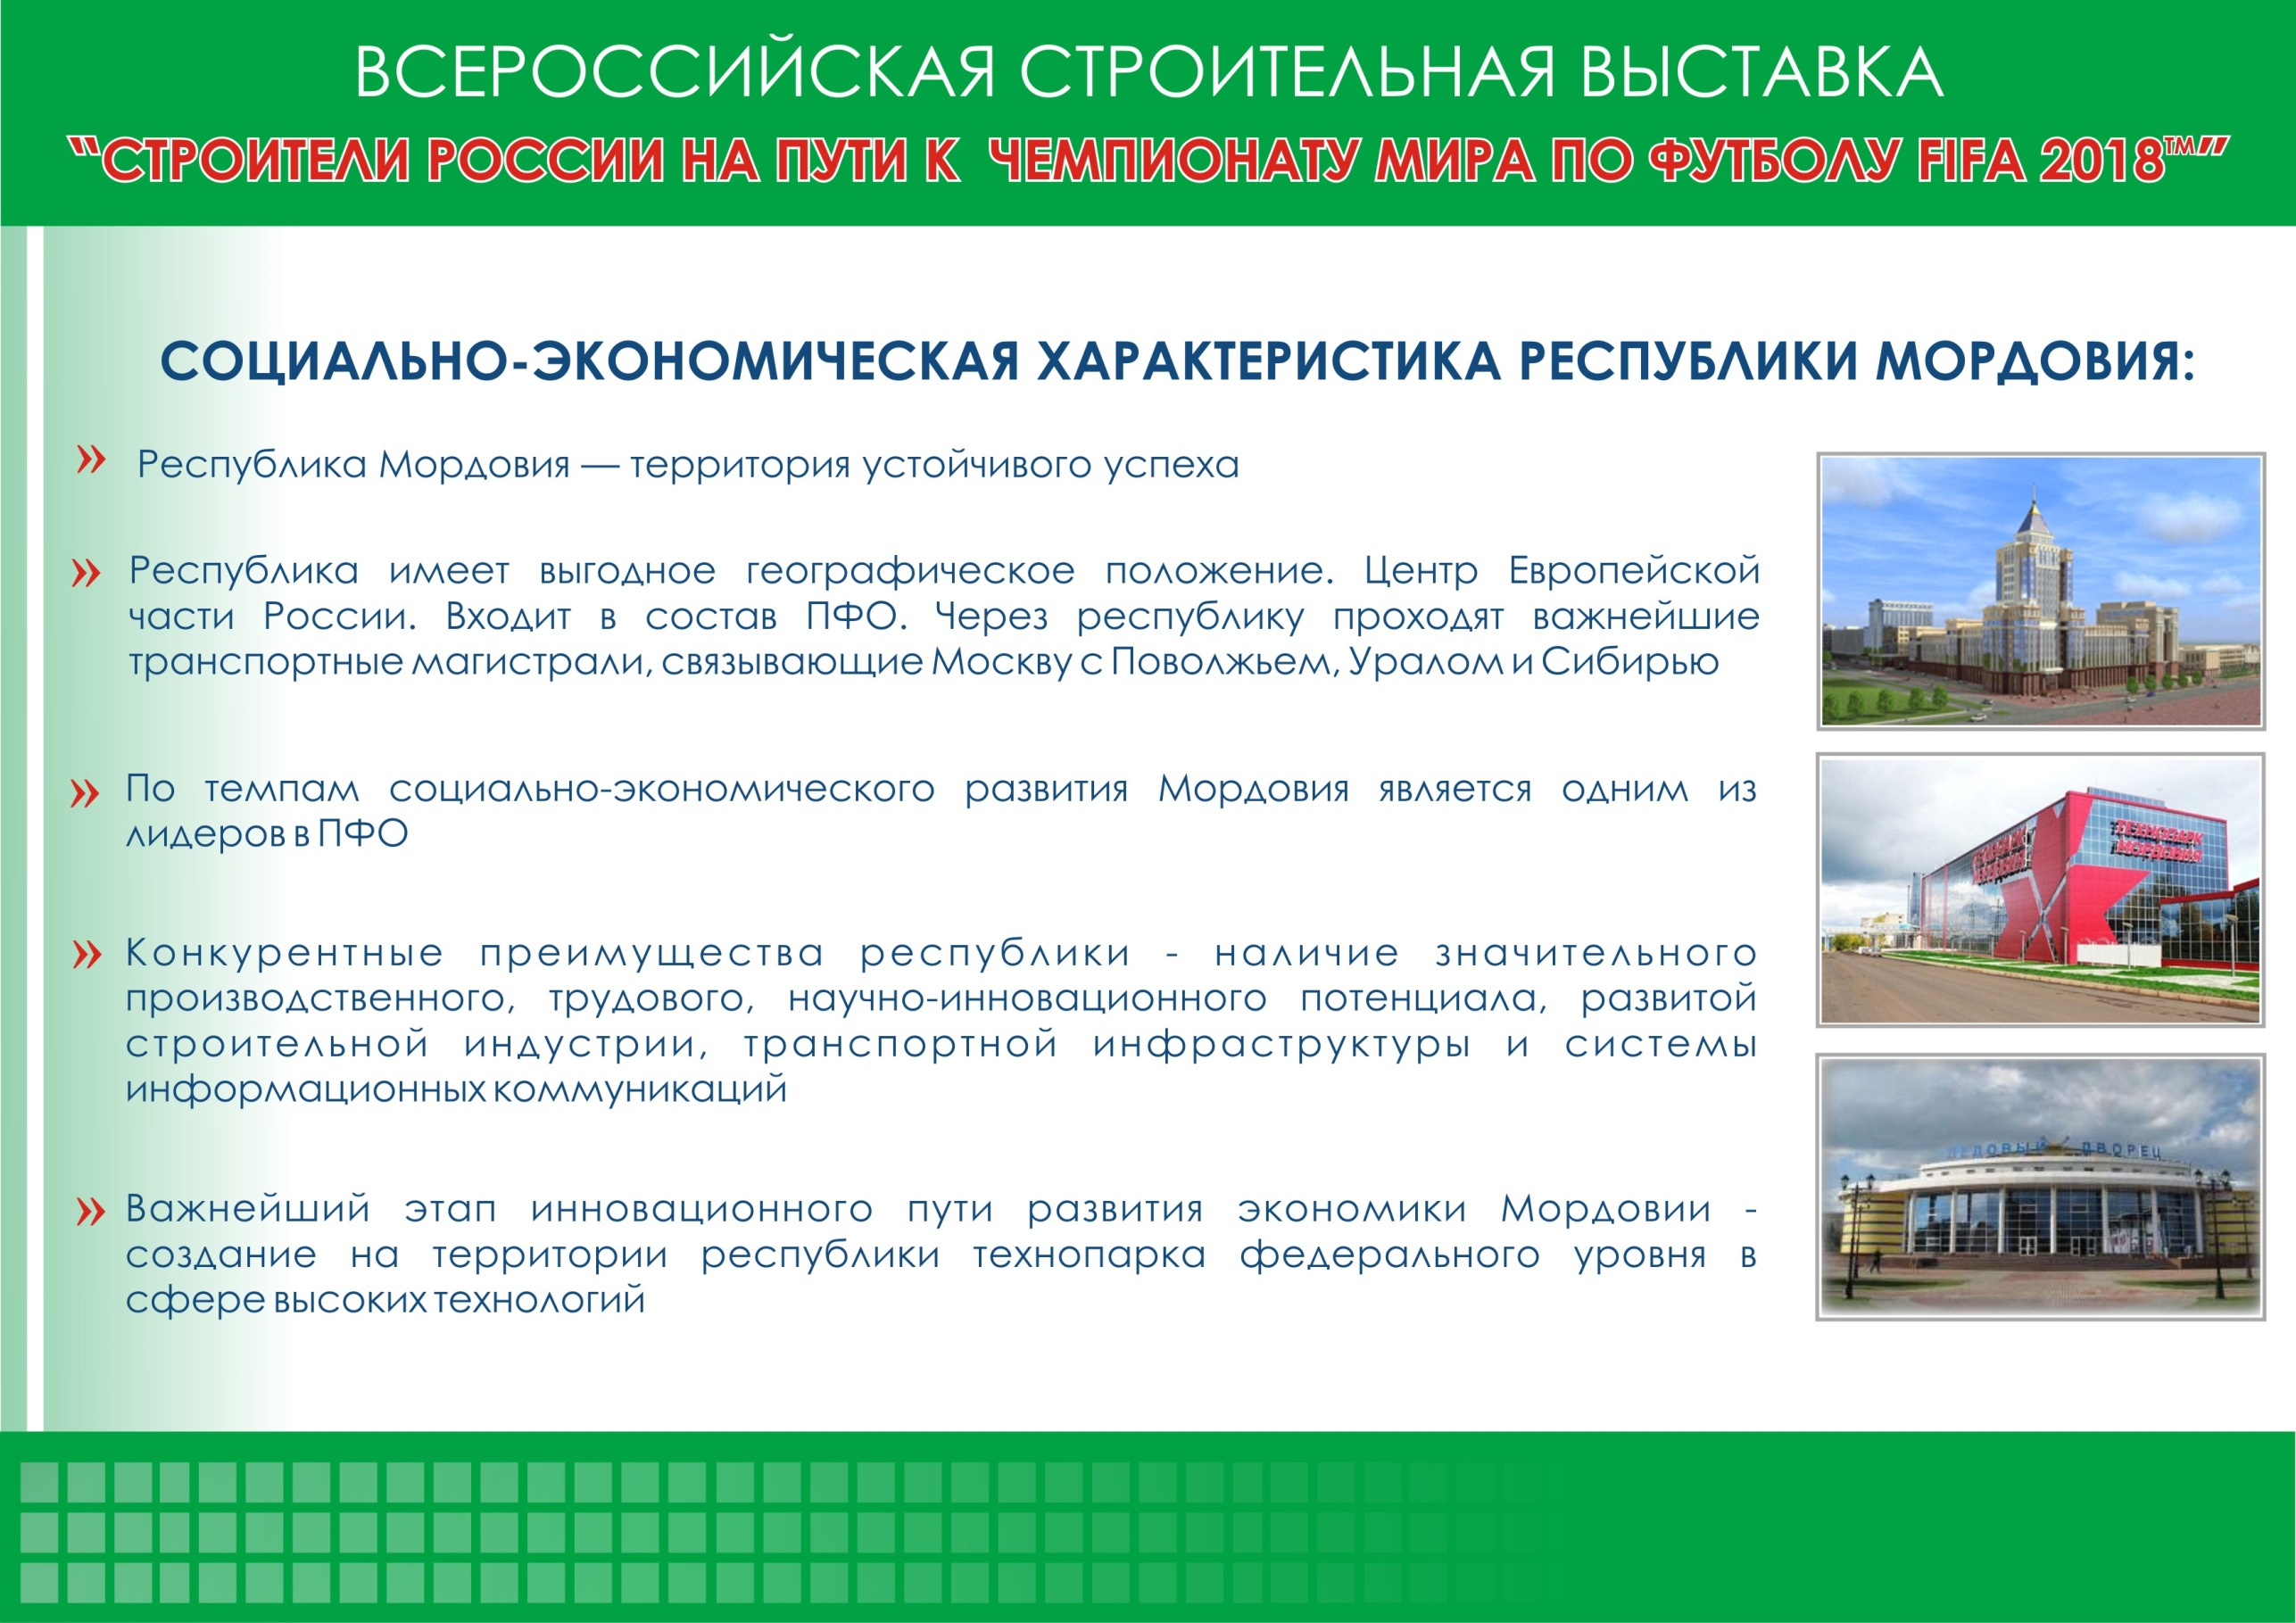 ВСЕРОССИЙСКАЯ СТРОИТЕЛЬНАЯ ВЫСТАВКА
“СТРОИТЕЛИ РОССИИ НА ПУТИ К ЧЕМПИОНАТУ МИРА ПО ФУТБОЛУ FIFA 2018™”
СОЦИАЛЬНО-ЭКОНОМИЧЕСКАЯ ХАРАКТЕРИСТИКА РЕСПУБЛИКИ МОРДОВИЯ:
» Республика Мордовия — территория устойчивого успеха
» Республика имеет выгодное географическое положение. Центр Европейской
части России. Входит в состав ПФО. Через республику проходят важнейшие
транспортные магистрали, связывающие Москву с Поволжьем, Уралом и Сибирью
» По темпам социально-экономического развития Мордовия является одним из
лидеров в ПФО
» Конкурентные преимущества республики - наличие значительного
производственного, трудового, научно-инновационного потенциала, развитой
строительной индустрии, транспортной инфраструктуры и системы
информационных коммуникаций
» Важнейший этап инновационного пути развития экономики Мордовии -
создание на территории республики технопарка федерального уровня в
сфере высоких технологий
ТЕХНОПАРК
МОРДОВИЯ
ЛЕДОВЫЙ ДВОРЕЦ